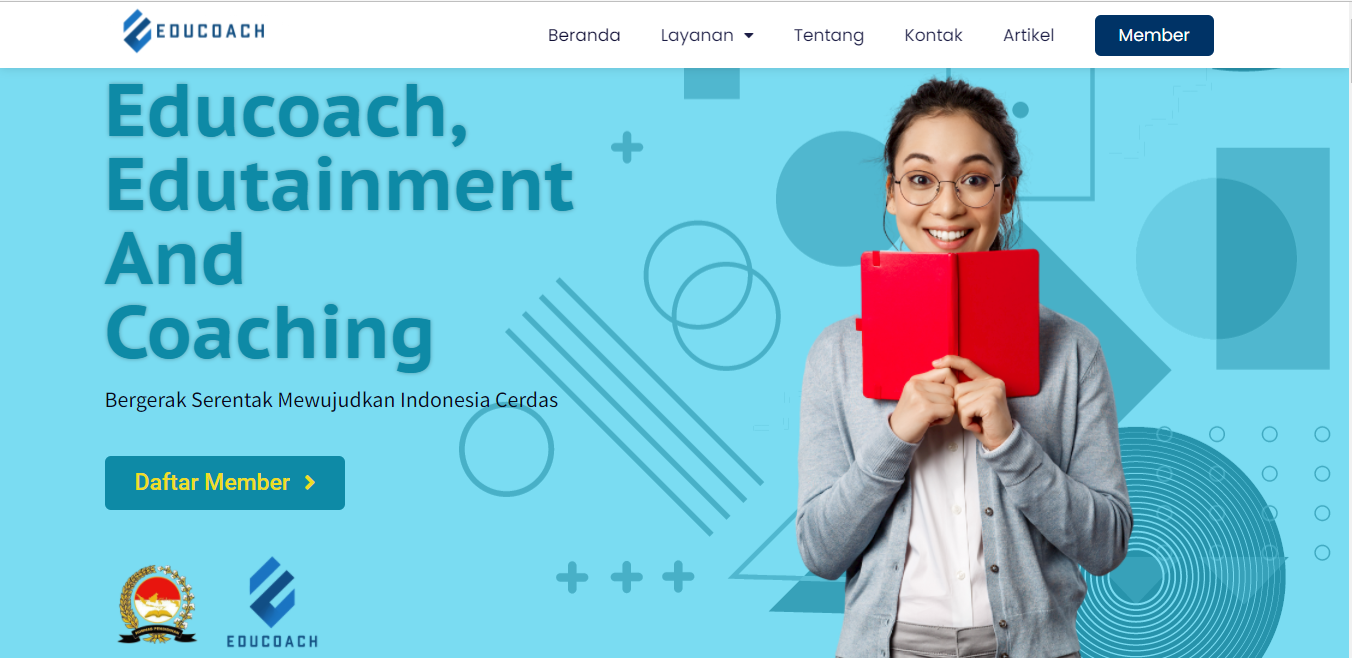 EDUCOACH
Beranda Layanan Tentang Kontak Artikel Member
Educoach,
Edutainment
And
Coaching
Bergerak Serentak Mewujudkan Indonesia Cerdas
Daftar Member
EDUCOACH